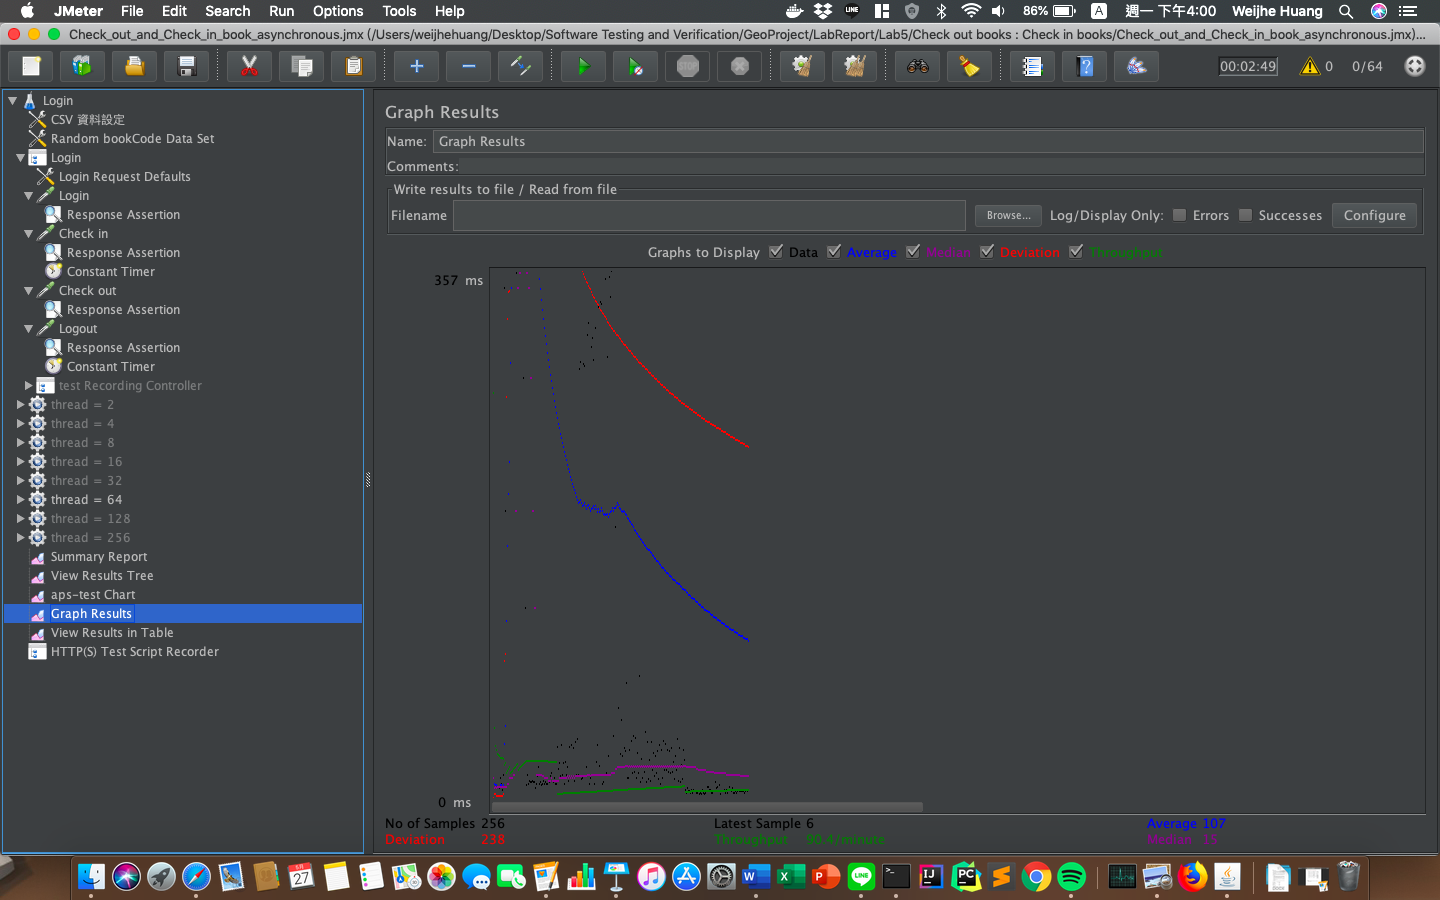 JMeter File Edit Search Run Options Tools Help LINE 86% A 週一 下午4:00 Weijhe Huang
Check_out_and_Check_in_book_asynchronous.jmx (/Users/weijhehuang/Desktop/Software Testing and Verification/GeoProject/LabReport/Lab5/Check out books : Check in books/Check_out_and_Check_in_book_asynchronous.jmx)...
STOP 00:02:49 0 0/64
Login
CSV 資料設定
Random bookCode Data Set
Login
Login Request Defaults
Login
Response Assertion
Check in
Response Assertion
Constant Timer
Check out
Response Assertion
Logout
Response Assertion
Constant Timer
test Recording Controller
thread = 2
thread = 4
thread = 8
thread = 16
thread = 32
thread = 64
thread = 128
thread = 256
Summary Report
View Results Tree
aps-test Chart
Graph Results
View Results in Table
HTTP(S) Test Script Recorder
Graph Results
Name: Graph Results
Comments:
Write results to file / Read from file
Filename Browse... Log/Display Only: Errors Successes Configure
Graphs to Display Data Average Median Deviation Throughput
357 ms
0 ms
No of Samples 256 Latest Sample 6 Average 107
Deviation 238 Throughput 90.4/minute Median
27 W X P LINE IJ PC